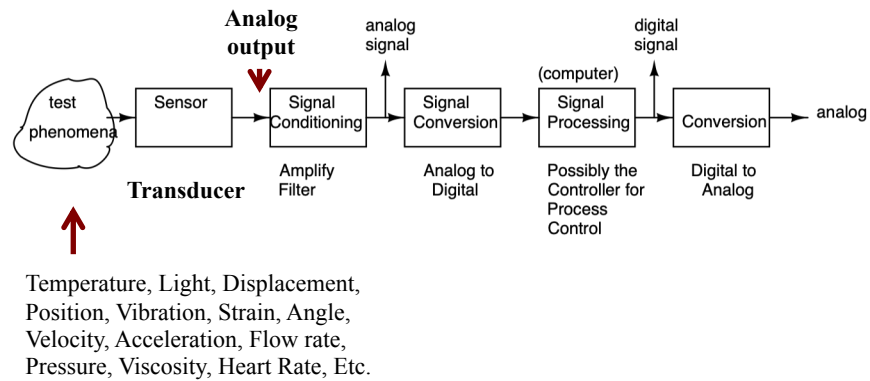 Analog
output
analog
signal
digital
signal
(computer)
test
phenomena
Sensor
Signal
Conditioning
Signal
Conversion
Signal
Processing
Conversion
analog
Transducer
Amplify
Filter
Analog to
Digital
Possibly the
Controller for
Process
Control
Digital to
Analog
Temperature, Light, Displacement,
Position, Vibration, Strain, Angle,
Velocity, Acceleration, Flow rate,
Pressure, Viscosity, Heart Rate, Etc.